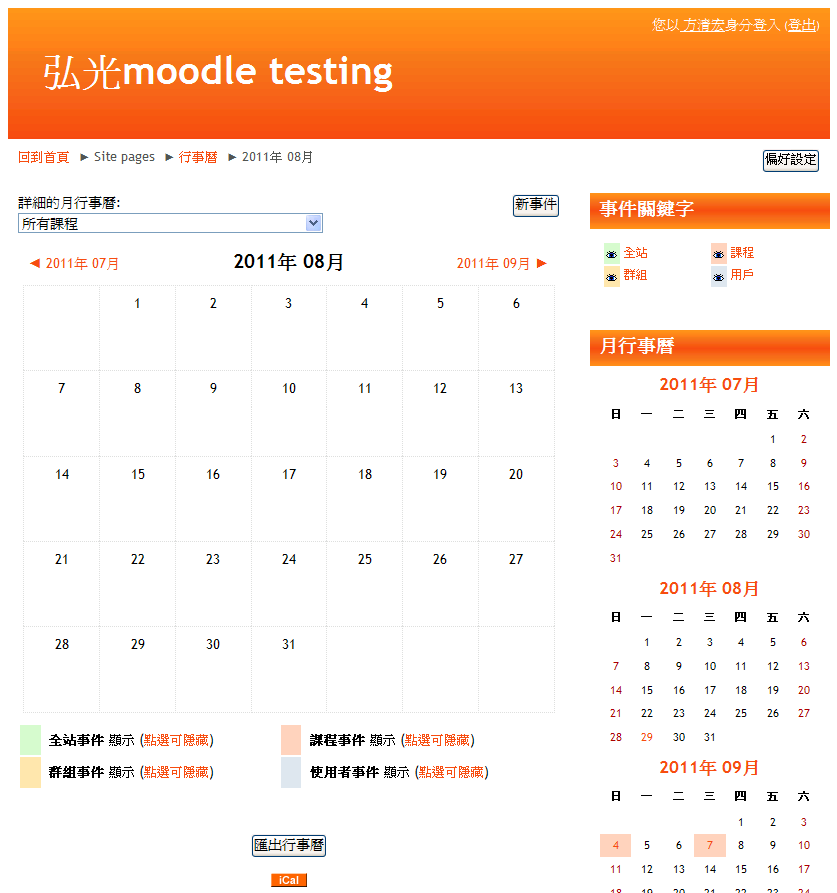 您以 方清宏身分登入 (登出)
弘光moodle testing
回到首頁 ► Site pages ► 行事曆 ► 2011年 08月
偏好設定
詳細的月行事曆:
新事件
所有課程
◄ 2011年 07月 2011年 08月 2011年 09月 ►
1 2 3 4 5 6
7 8 9 10 11 12 13
14 15 16 17 18 19 20
21 22 23 24 25 26 27
28 29 30 31
全站事件 顯示 (點選可隱藏) 課程事件 顯示 (點選可隱藏)
群組事件 顯示 (點選可隱藏) 使用者事件 顯示 (點選可隱藏)
匯出行事曆
iCal
事件關鍵字
全站 課程
群組 用戶
月行事曆
2011年 07月
日 一 二 三 四 五 六
1 2
3 4 5 6 7 8 9
10 11 12 13 14 15 16
17 18 19 20 21 22 23
24 25 26 27 28 29 30
31
2011年 08月
日 一 二 三 四 五 六
1 2 3 4 5 6
7 8 9 10 11 12 13
14 15 16 17 18 19 20
21 22 23 24 25 26 27
28 29 30 31
2011年 09月
日 一 二 三 四 五 六
1 2 3
4 5 6 7 8 9 10
11 12 13 14 15 16 17
18 19 20 21 22 23 24